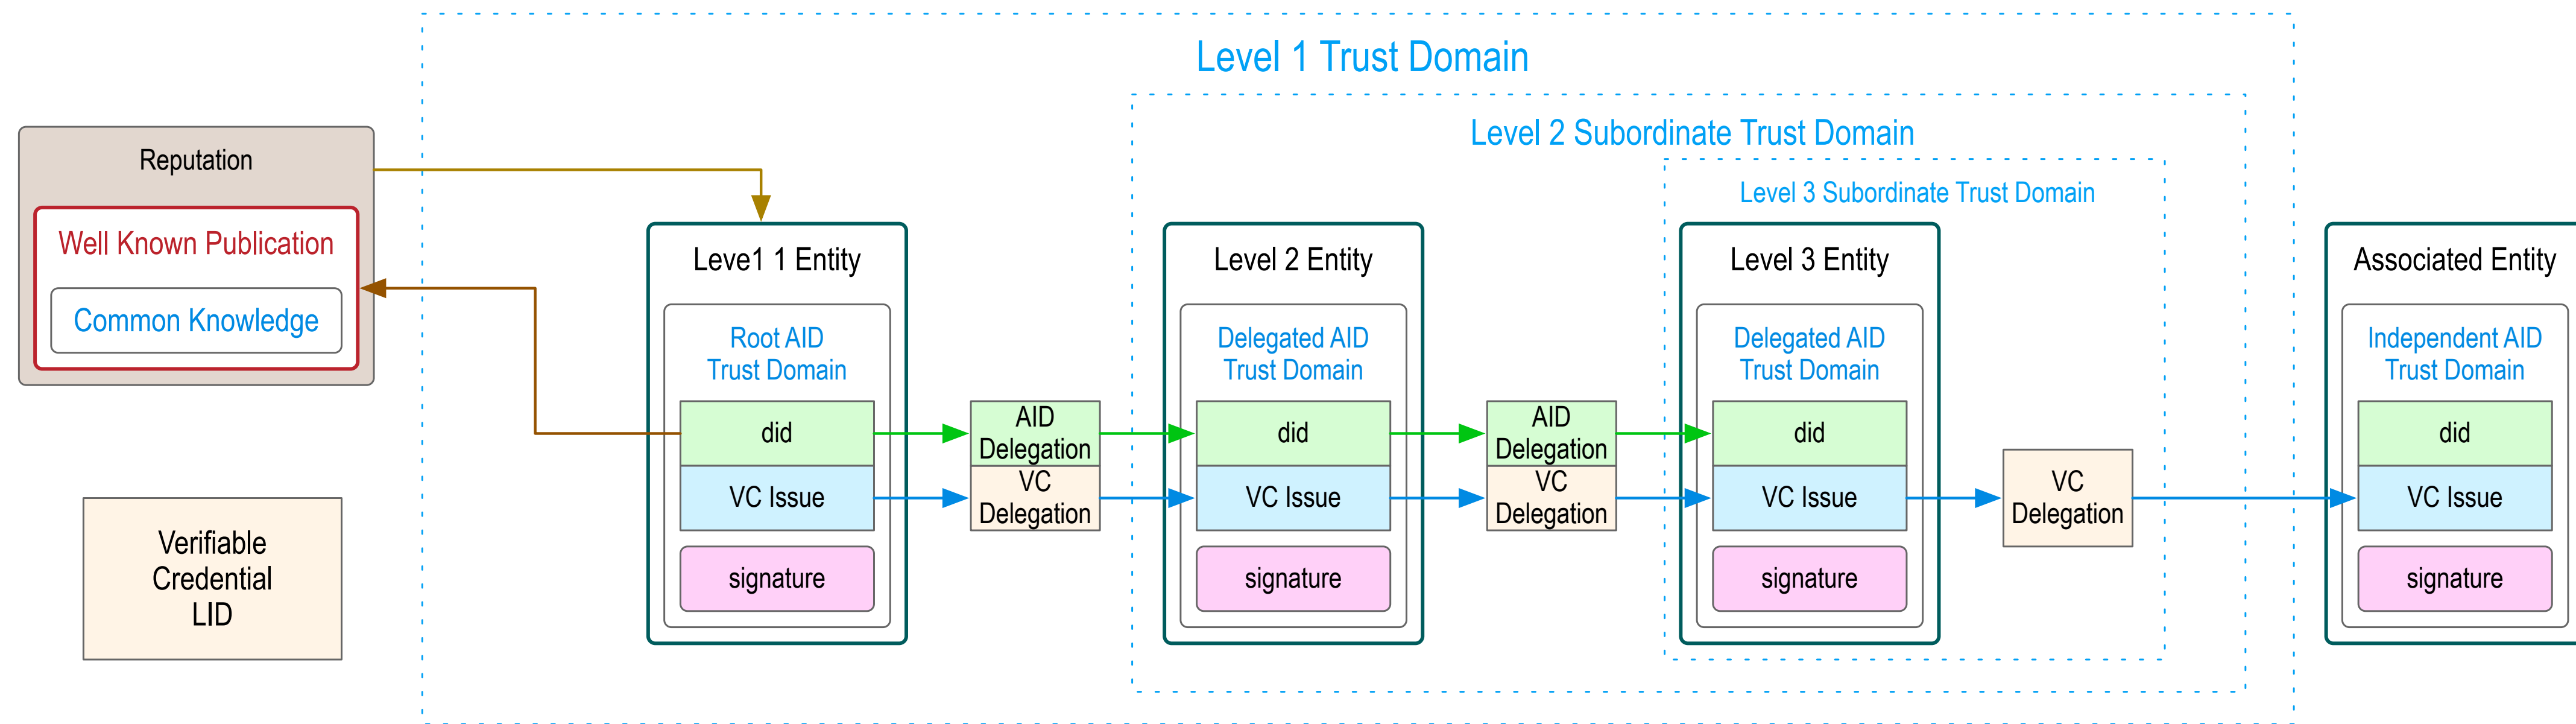 Level 1 Trust Domain
Level 2 Subordinate Trust Domain
Level 3 Subordinate Trust Domain
Reputation
Well Known Publication
Common Knowledge
Verifiable
Credential
LID
Leve1 1 Entity
Root AID
Trust Domain
did
VC Issue
signature
AID
Delegation
VC
Delegation
Level 2 Entity
Delegated AID
Trust Domain
did
VC Issue
signature
AID
Delegation
VC
Delegation
Level 3 Entity
Delegated AID
Trust Domain
did
VC Issue
signature
VC
Delegation
Associated Entity
Independent AID
Trust Domain
did
VC Issue
signature